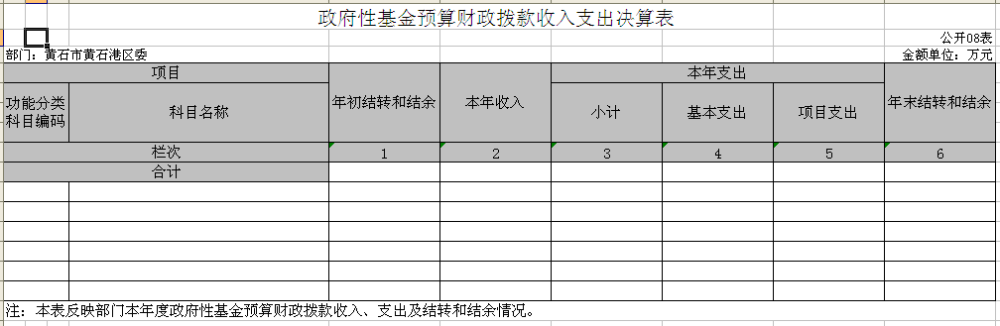 政府性基金预算财政拨款收入支出决算表
公开08表
部门：黄石市黄石港区委
金额单位：万元
项目
年初结转和结余
本年收入
本年支出
年末结转和结余
功能分类
科目编码
科目名称
小计
基本支出
项目支出
栏次
1
2
3
4
5
6
合计
注：本表反映部门本年度政府性基金预算财政拨款收入、支出及结转和结余情况。